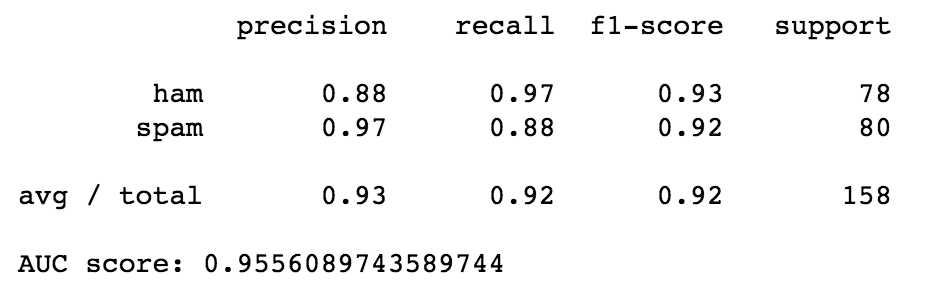 precision recall f1-score support
ham 0.88 0.97 0.93 78
spam 0.97 0.88 0.92 80
avg / total 0.93 0.92 0.92 158
AUC score: 0.9556089743589744